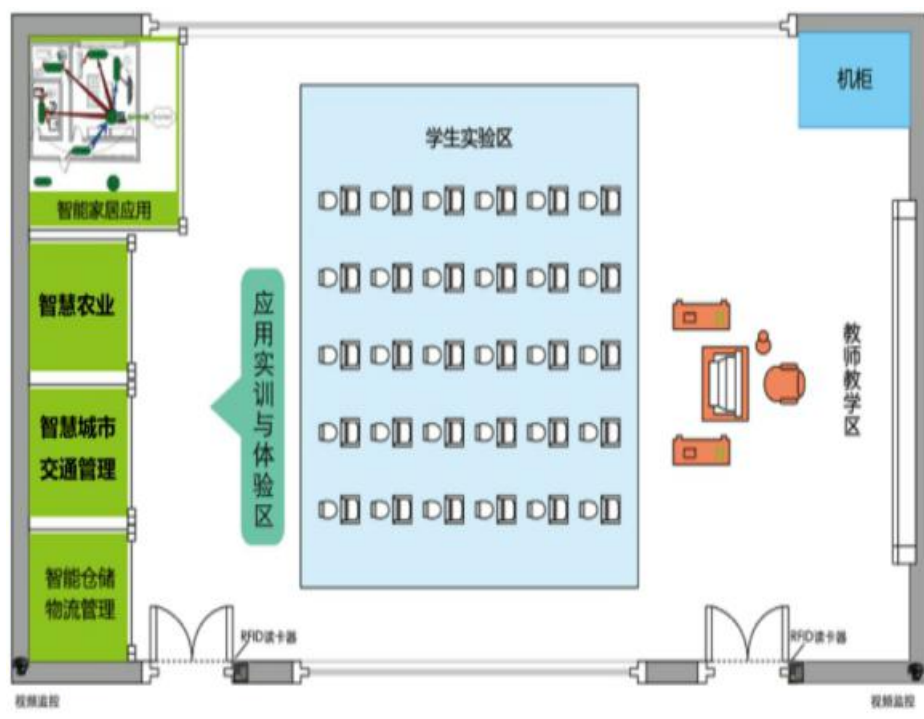 机柜
学生实验区
智能家居应用
智慧农业
应用实训与体验区
教师教学区
智慧城市
交通管理
智能仓储
物流管理
RFID读卡器
RFID读卡器
视频监控
视频监控